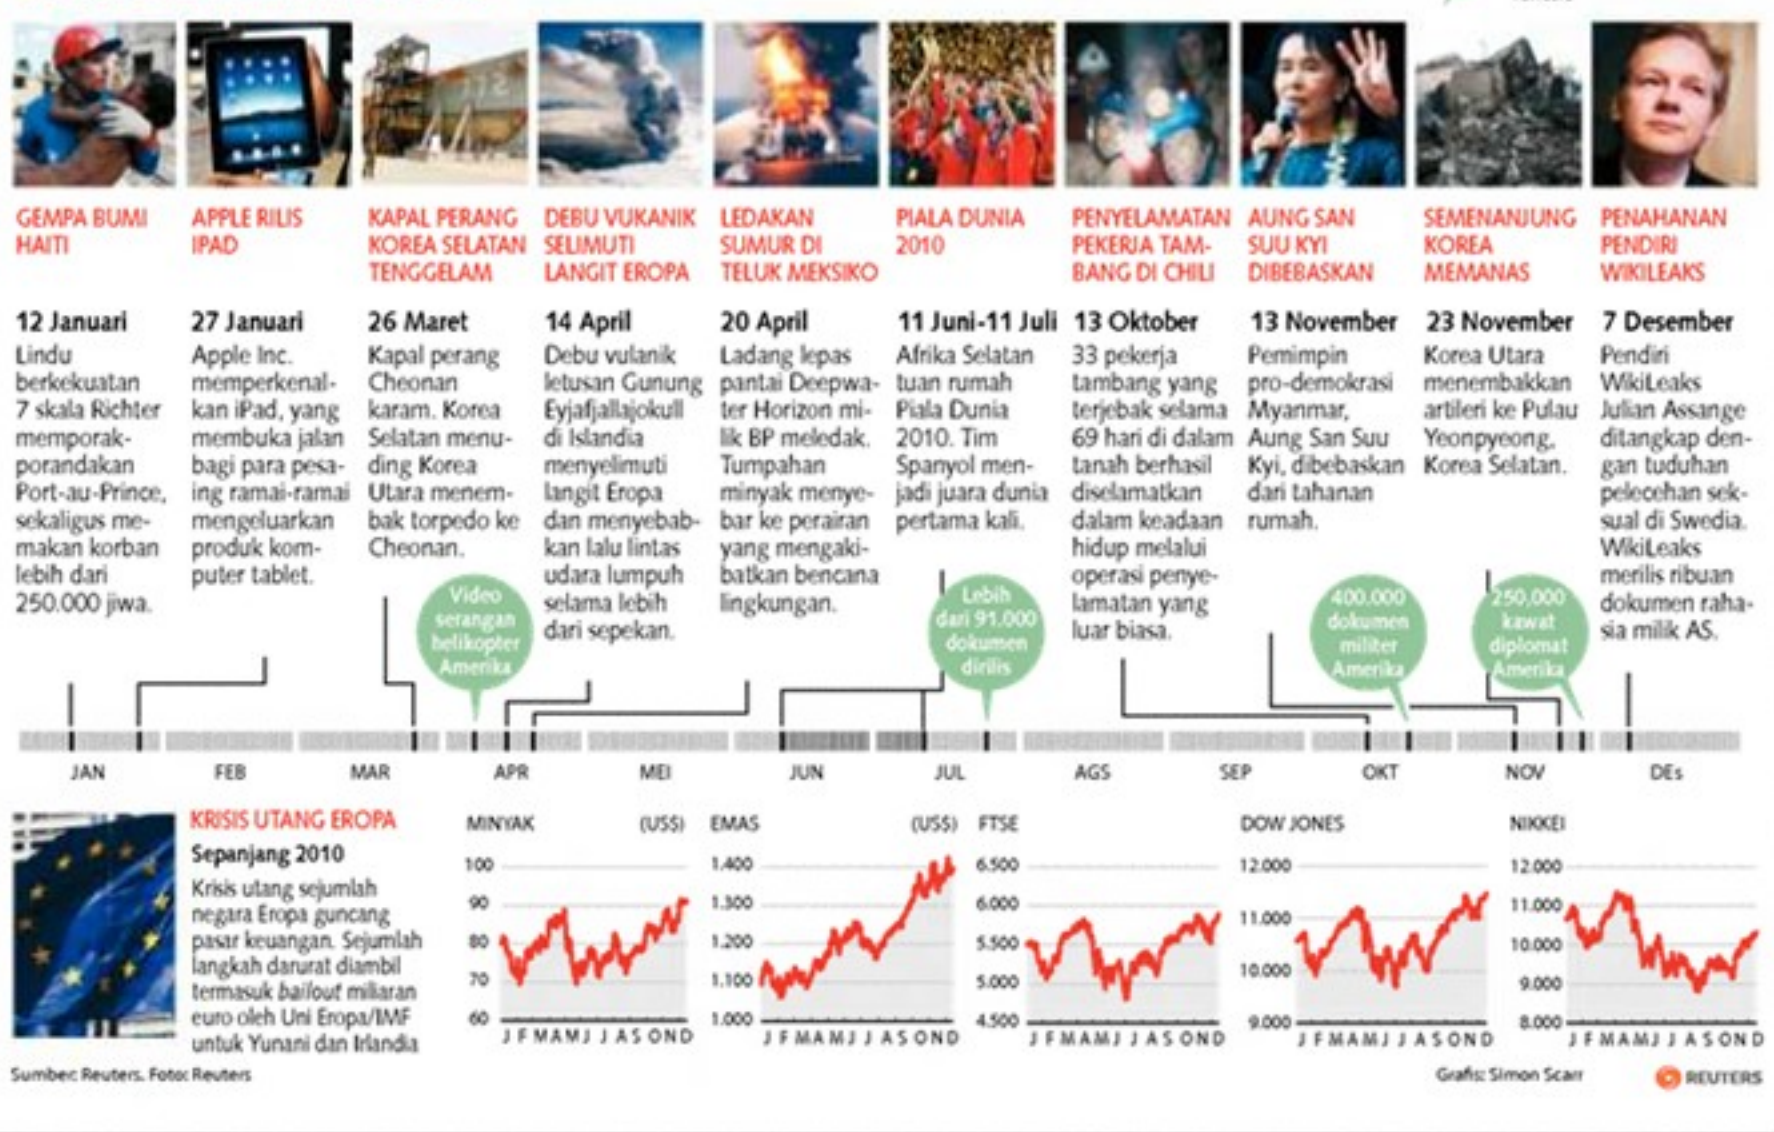 GEMPA BUMI
HAITI
12 Januari
Lindu
berkekuatan
7 skala Richter
memporak-
porandakan
Port-au-Prince,
sekaligus me-
makan korban
lebih dari
250.000 jiwa.
APPLE RILIS
IPAD
27 Januari
Apple Inc.
memperkenal-
kan iPad, yang
membuka jalan
bagi para pesa-
ing ramai-ramai
mengeluarkan
produk kom-
puter tablet.
KAPAL PERANG
KOREA SELATAN
TENGGELAM
26 Maret
Kapal perang
Cheonan
karam. Korea
Selatan menu-
ding Korea
Utara menem-
bak torpedo ke
Cheonan.
DEBU VUKANIK
SELIMUTI
LANGIT EROPA
14 April
Debu vulanik
letusan Gunung
Eyjafjallajokull
di Islandia
menyelimuti
langit Eropa
dan menyebab-
kan lalu lintas
udara lumpuh
selama lebih
dari sepekan.
LEDAKAN
SUMUR DI
TELUK MEKSIKO
20 April
Ladang lepas
pantai Deepwa-
ter Horizon mi-
lik BP meledak.
Tumpahan
minyak menye-
bar ke perairan
yang mengaki-
batkan bencana
lingkungan.
PIALA DUNIA
2010
11 Juni-11 Juli
Afrika Selatan
tuan rumah
Piala Dunia
2010. Tim
Spanyol men-
jadi juara dunia
pertama kali.
PENYELAMATAN
PEKERJA TAM-
BANG DI CHILI
13 Oktober
33 pekerja
tambang yang
terjebak selama
69 hari di dalam
tanah berhasil
diselamatkan
dalam keadaan
hidup melalui
operasi penye-
lamatan yang
luar biasa.
AUNG SAN
SUU KYI
DIBEBASKAN
13 November
Pemimpin
pro-demokrasi
Myanmar,
Aung San Suu
Kyi, dibebaskan
dari tahanan
rumah.
SEMENANJUNG
KOREA
MEMANAS
23 November
Korea Utara
menembakkan
artileri ke Pulau
Yeonpyeong,
Korea Selatan.
PENAHANAN
PENDIRI
WIKILEAKS
7 Desember
Pendiri
WikiLeaks
Julian Assange
ditangkap den-
gan tuduhan
pelecehan sek-
sual di Swedia.
WikiLeaks
merilis ribuan
dokumen raha-
sia milik AS.
Video
serangan
helikopter
Amerika
Lebih
dari 91.000
dokumen
dirilis
400.000
dokumen
militer
Amerika
250,000
kawat
diplomat
Amerika
JAN FEB MAR APR MEI JUN JUL AGS SEP OKT NOV DEs
KRISIS UTANG EROPA
Sepanjang 2010
Krisis utang sejumlah
negara Eropa guncang
pasar keuangan. Sejumlah
langkah darurat diambil
termasuk bailout miliaran
euro oleh Uni Eropa/IMF
untuk Yunani dan Irlandia
MINYAK (US$)
100
90
80
70
60
J F M A M J J A S O N D
EMAS (US$)
1.400
1.300
1.200
1.100
1.000
J F M A M J J A S O N D
FTSE
6.500
6.000
5.500
5.000
4.500
J F M A M J J A S O N D
DOW JONES
12.000
11.000
10.000
9.000
J F M A M J J A S O N D
NIKKEI
12.000
11.000
10.000
9.000
8.000
J F M A M J J A S O N D
Sumber: Reuters. Foto: Reuters
Grafis: Simon Scarr
REUTERS